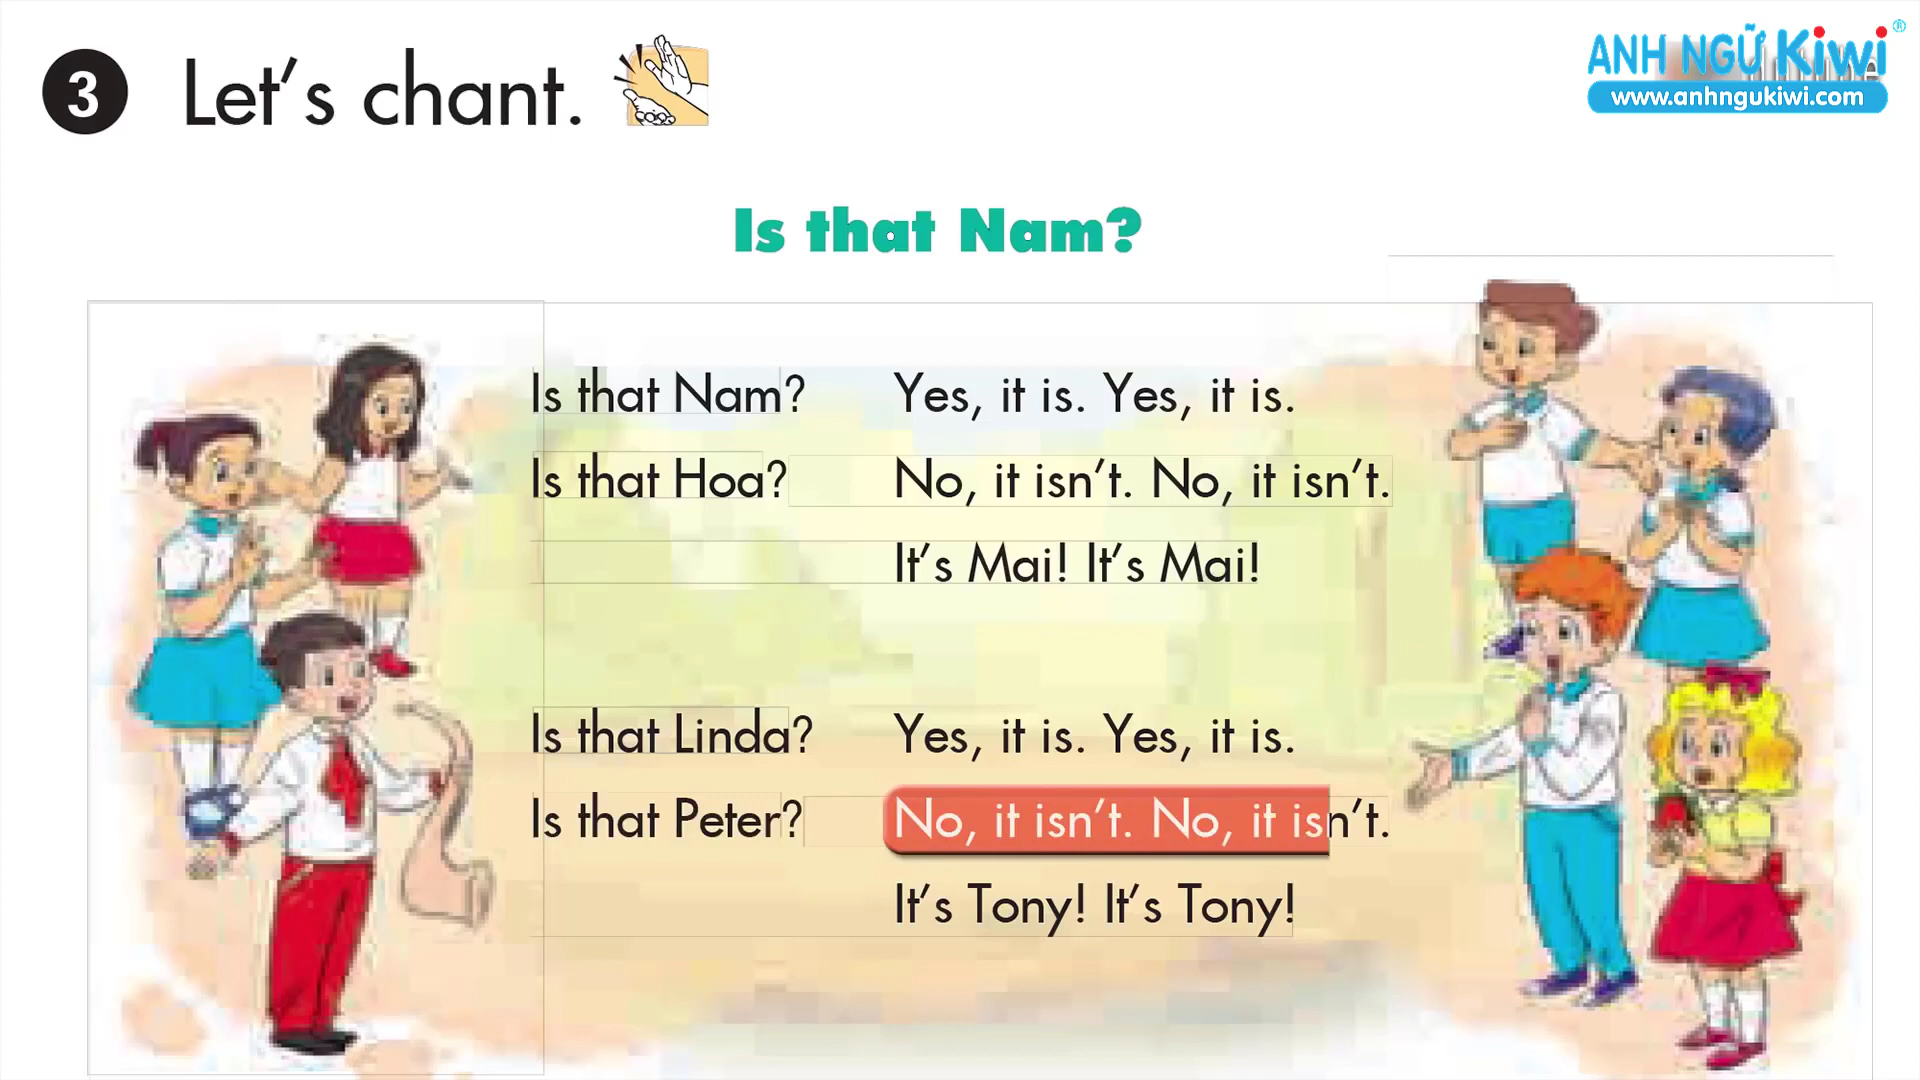 3 Let's chant.
ANH NGỮ Kiwi®
www.anhngukiwi.com
Is that Nam?
Is that Nam? Yes, it is. Yes, it is.
Is that Hoa? No, it isn't. No, it isn't.
It's Mai! It's Mai!
Is that Linda? Yes, it is. Yes, it is.
Is that Peter? No, it isn't. No, it isn't.
It's Tony! It's Tony!